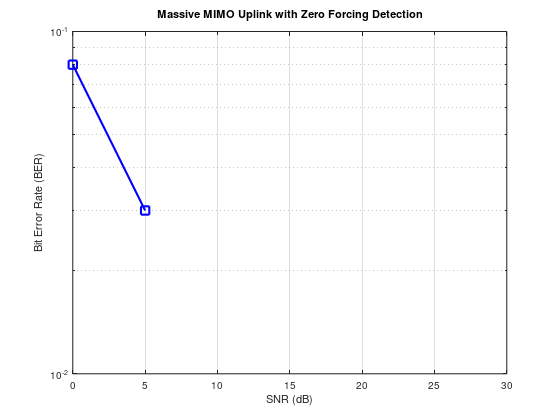 Massive MIMO Uplink with Zero Forcing Detection
10-1
Bit Error Rate (BER)
10-2
0 5 10 15 20 25 30
SNR (dB)